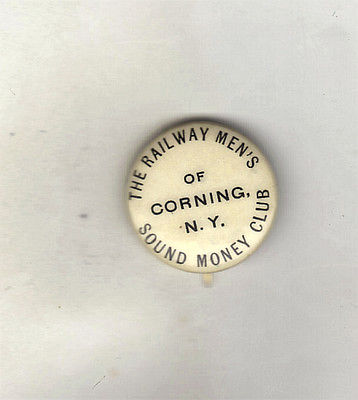 THE RAILWAY MEN'S
OF
CORNING,
N.Y.
SOUND MONEY CLUB